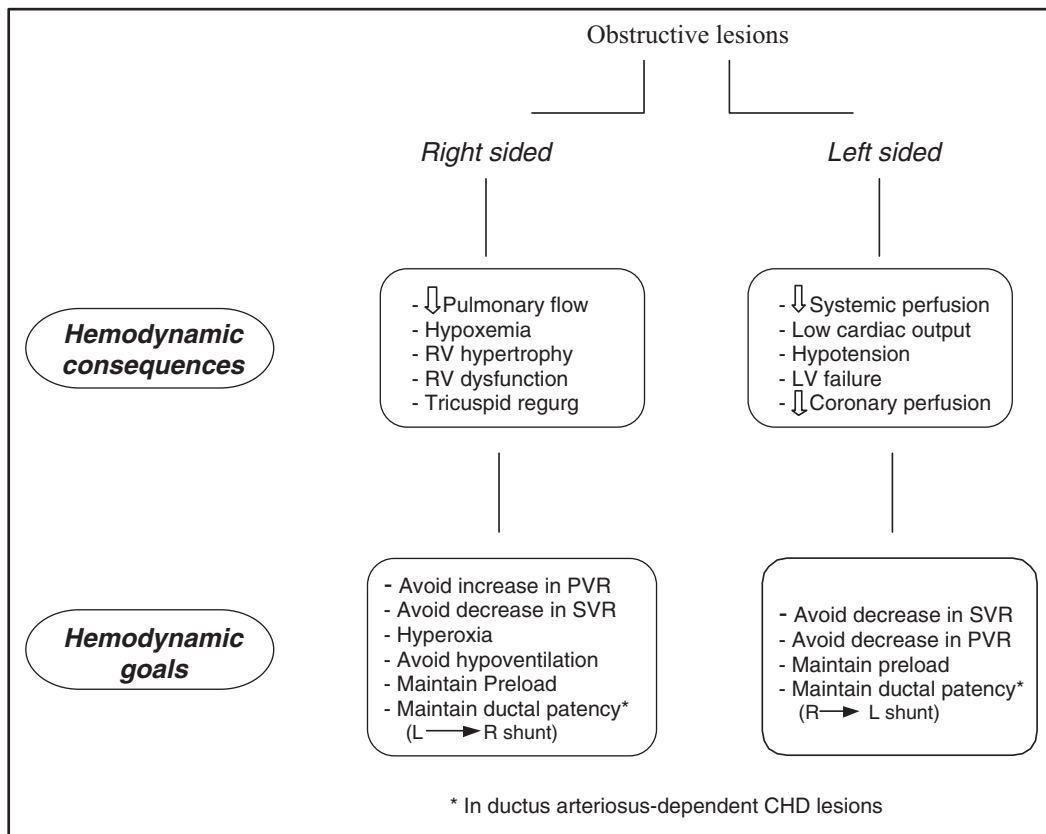 Obstructive lesions
Right sided
Left sided
Hemodynamic
consequences
- ⇩Pulmonary flow
- Hypoxemia
- RV hypertrophy
- RV dysfunction
- Tricuspid regurg
- ⇩Systemic perfusion
- Low cardiac output
- Hypotension
- LV failure
- ⇩Coronary perfusion
Hemodynamic
goals
- Avoid increase in PVR
- Avoid decrease in SVR
- Hyperoxia
- Avoid hypoventilation
- Maintain Preload
- Maintain ductal patency*
(L → R shunt)
- Avoid decrease in SVR
- Avoid decrease in PVR
- Maintain preload
- Maintain ductal patency*
(R → L shunt)
* In ductus arteriosus-dependent CHD lesions